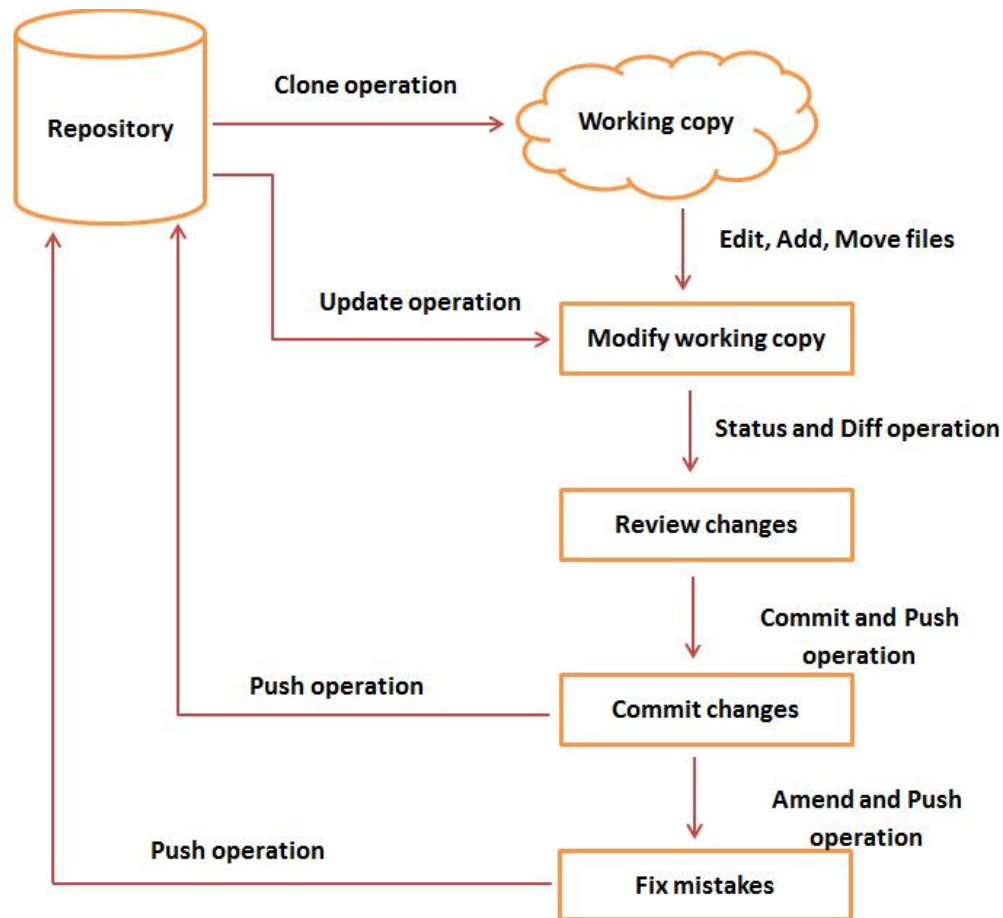 Clone operation
Repository
Working copy
Edit, Add, Move files
Update operation
Modify working copy
Status and Diff operation
Review changes
Commit and Push
operation
Push operation
Commit changes
Amend and Push
operation
Push operation
Fix mistakes